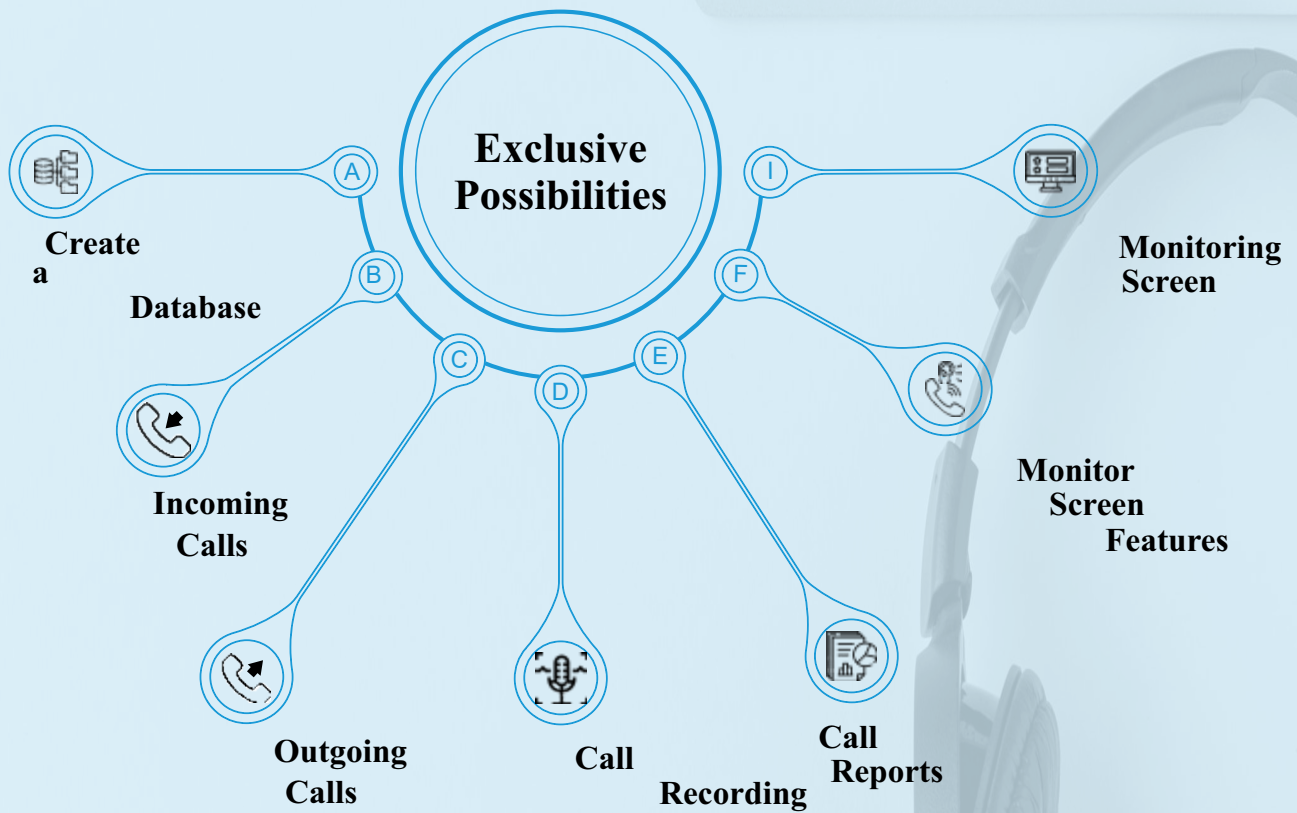 Exclusive
Possibilities
A
Create
a
Database
B
Incoming
Calls
C
Outgoing
Calls
D
Call
Recording
E
Call
Reports
F
Monitor
Screen
Features
I
Monitoring
Screen